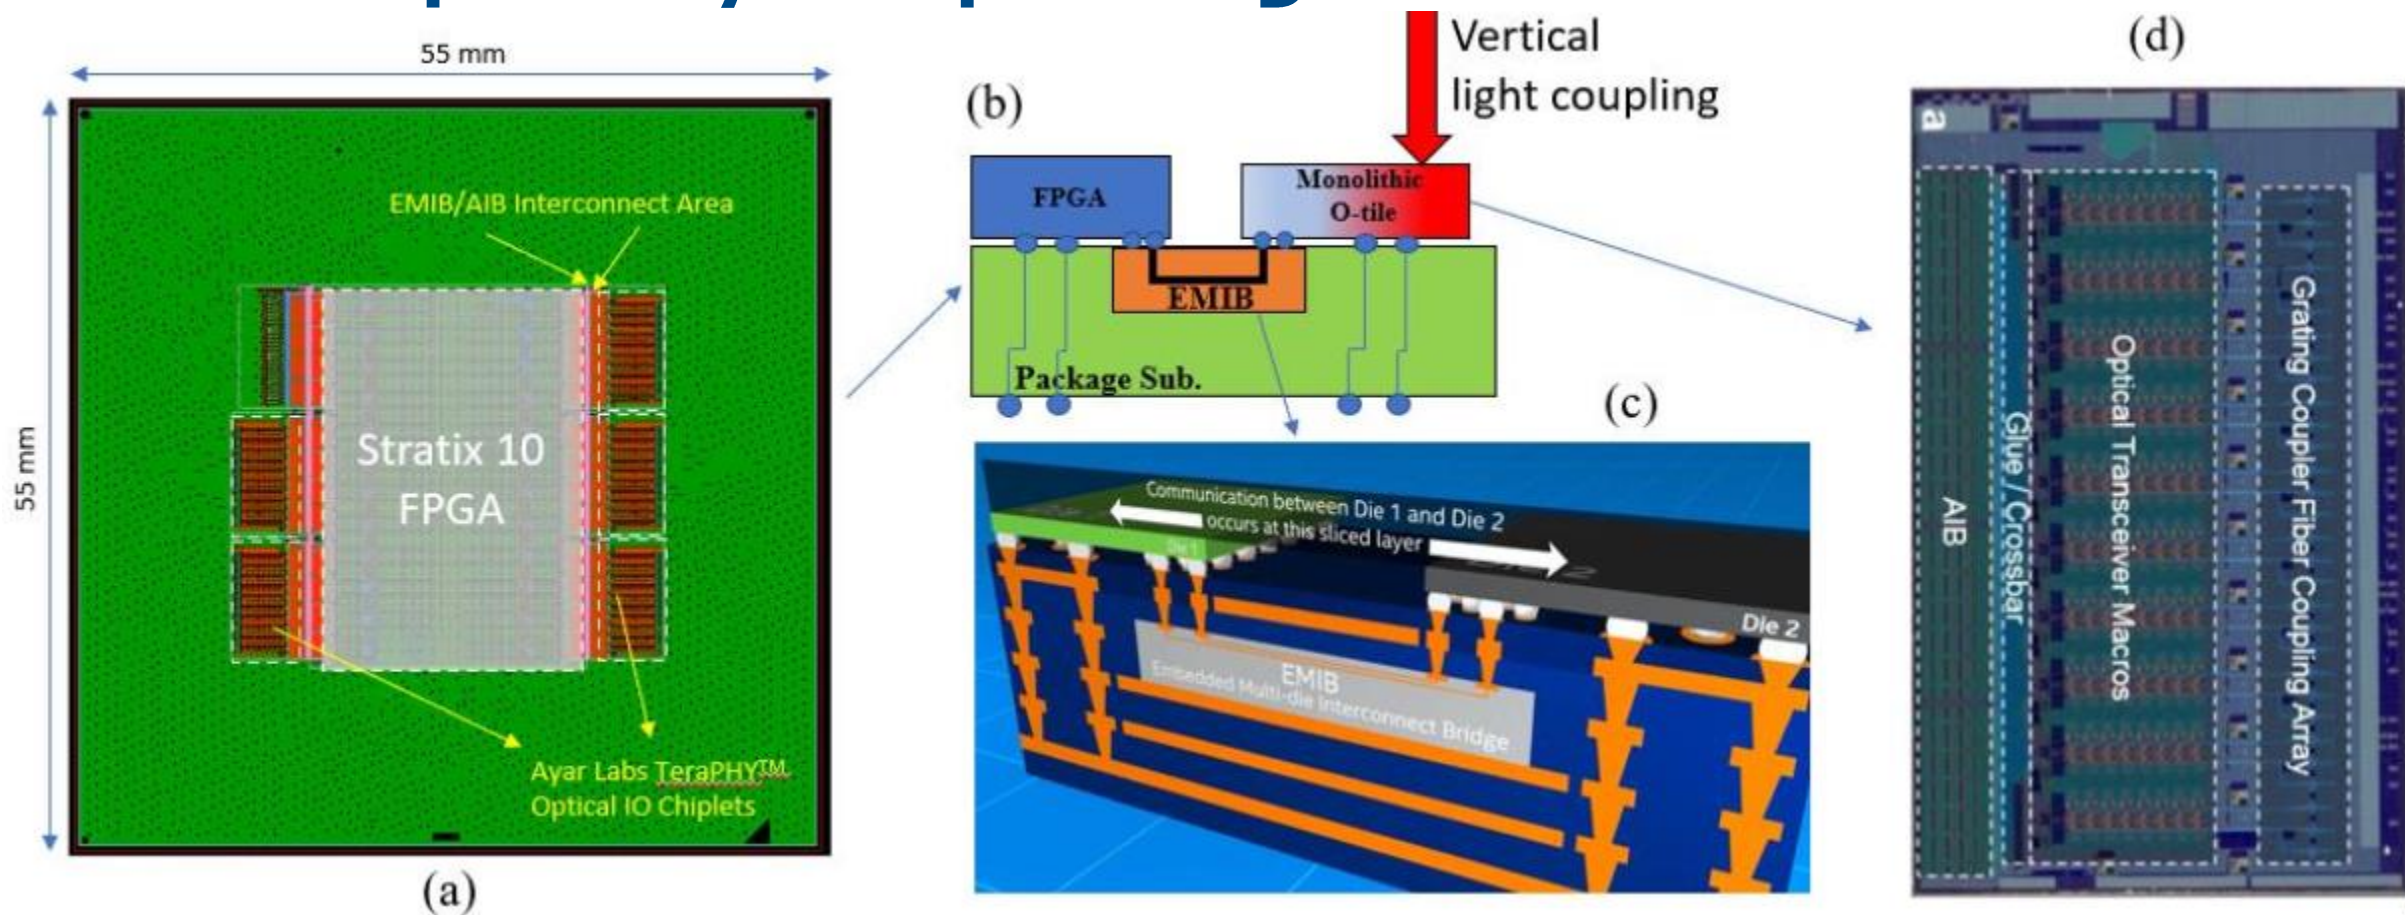 55 mm
55 mm
EMIB/AIB Interconnect Area
Stratix 10
FPGA
Ayar Labs TeraPHY™
Optical IO Chiplets
(a)
(b)
Vertical
light coupling
FPGA
Monolithic
O-tile
EMIB
Package Sub.
(c)
Communication between Die 1 and Die 2
occurs at this sliced layer
EMIB
Embedded Multi-die Interconnect Bridge
Die 2
(d)
a
AIB
Glue / Crossbar
Optical Transceiver Macros
Grating Coupler Fiber Coupling Array